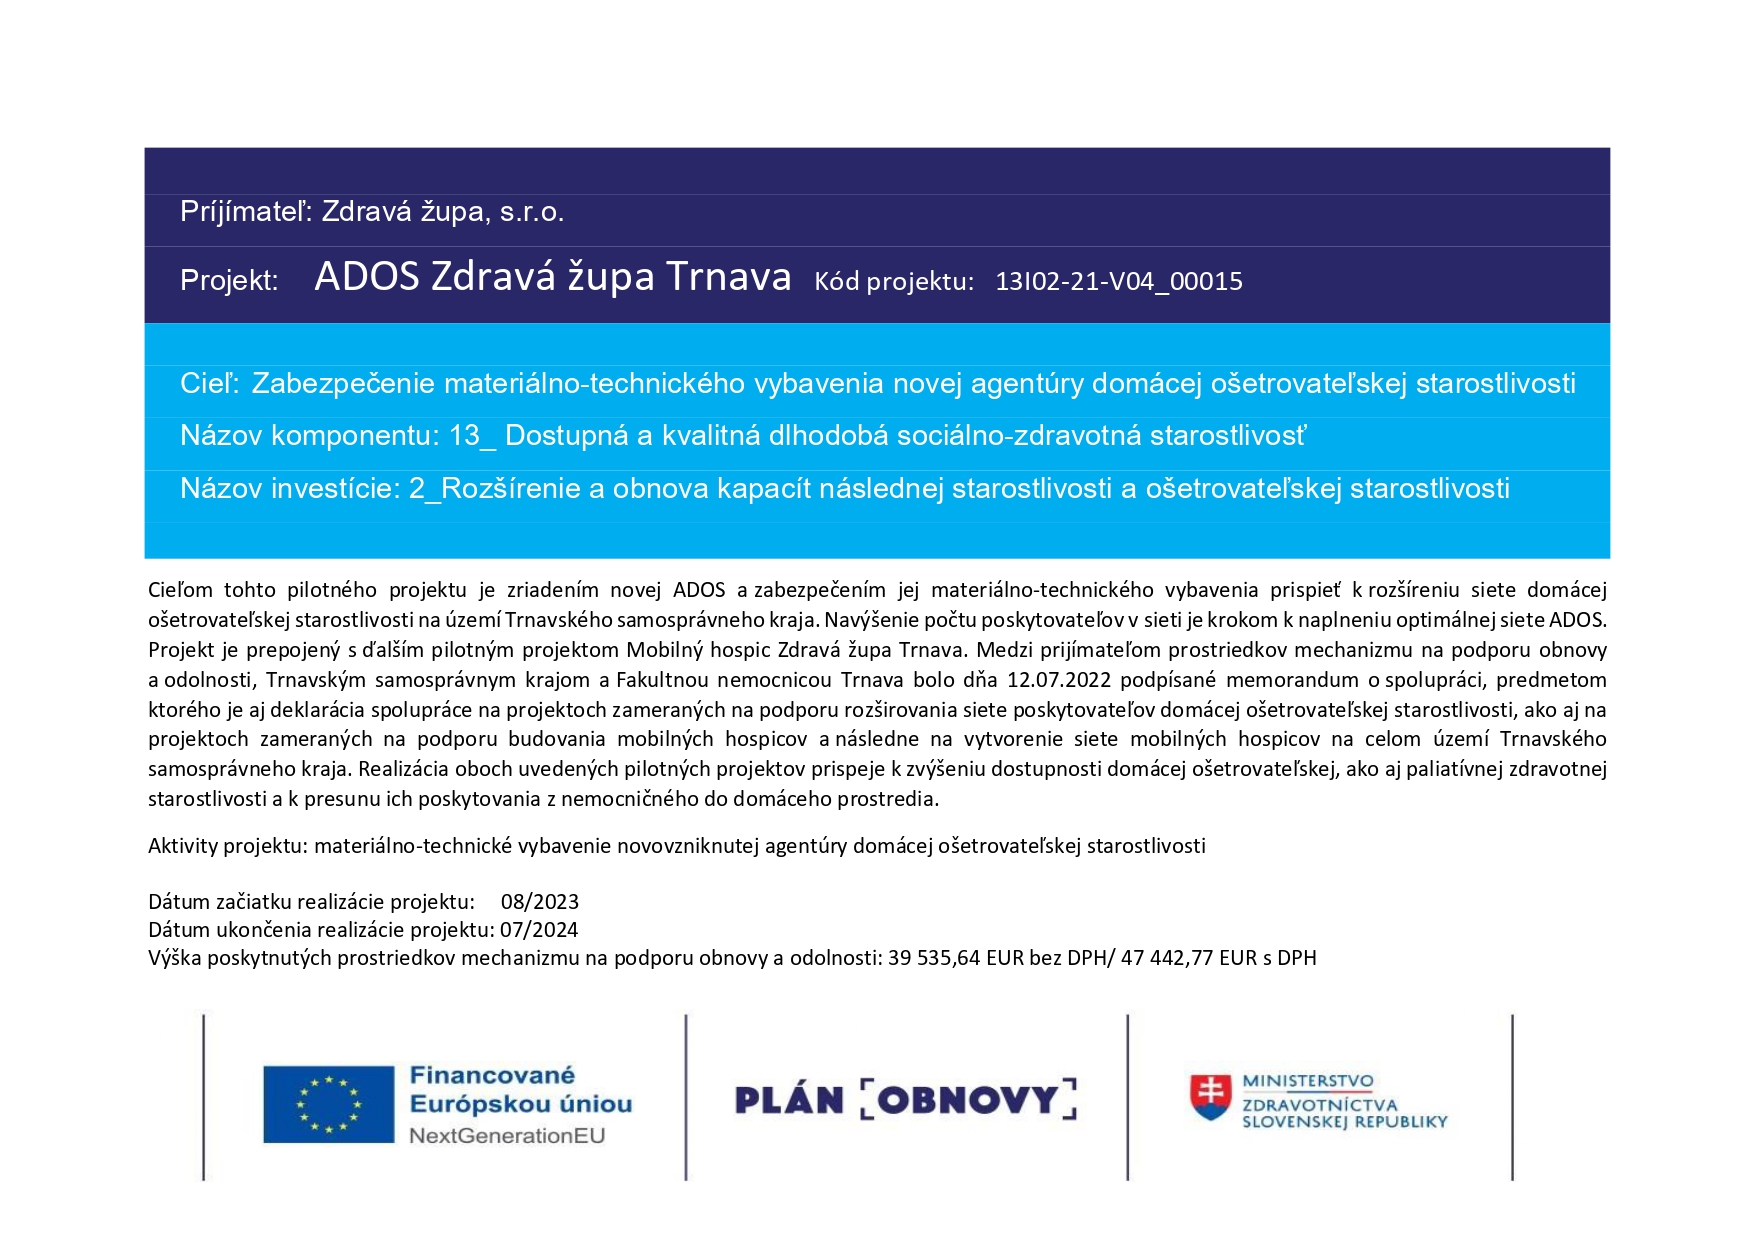 Príjímateľ: Zdravá župa, s.r.o.
Projekt: ADOS Zdravá župa Trnava Kód projektu: 13I02-21-V04_00015
Cieľ: Zabezpečenie materiálno-technického vybavenia novej agentúry domácej ošetrovateľskej starostlivosti
Názov komponentu: 13_ Dostupná a kvalitná dlhodobá sociálno-zdravotná starostlivosť
Názov investície: 2_Rozšírenie a obnova kapacít následnej starostlivosti a ošetrovateľskej starostlivosti
Cieľom tohto pilotného projektu je zriadením novej ADOS a zabezpečením jej materiálno-technického vybavenia prispieť k rozšíreniu siete domácej
ošetrovateľskej starostlivosti na území Trnavského samosprávneho kraja. Navýšenie počtu poskytovateľov v sieti je krokom k naplneniu optimálnej siete ADOS.
Projekt je prepojený s ďalším pilotným projektom Mobilný hospic Zdravá župa Trnava. Medzi prijímateľom prostriedkov mechanizmu na podporu obnovy
a odolnosti, Trnavským samosprávnym krajom a Fakultnou nemocnicou Trnava bolo dňa 12.07.2022 podpísané memorandum o spolupráci, predmetom
ktorého je aj deklarácia spolupráce na projektoch zameraných na podporu rozširovania siete poskytovateľov domácej ošetrovateľskej starostlivosti, ako aj na
projektoch zameraných na podporu budovania mobilných hospicov a následne na vytvorenie siete mobilných hospicov na celom území Trnavského
samosprávneho kraja. Realizácia oboch uvedených pilotných projektov prispeje k zvýšeniu dostupnosti domácej ošetrovateľskej, ako aj paliatívnej zdravotnej
starostlivosti a k presunu ich poskytovania z nemocničného do domáceho prostredia.
Aktivity projektu: materiálno-technické vybavenie novovzniknutej agentúry domácej ošetrovateľskej starostlivosti
Dátum začiatku realizácie projektu: 08/2023
Dátum ukončenia realizácie projektu: 07/2024
Výška poskytnutých prostriedkov mechanizmu na podporu obnovy a odolnosti: 39 535,64 EUR bez DPH/ 47 442,77 EUR s DPH
Financované
Európskou úniou
NextGenerationEU
PLÁN [OBNOVY]
MINISTERSTVO
ZDRAVOTNÍCTVA
SLOVENSKEJ REPUBLIKY